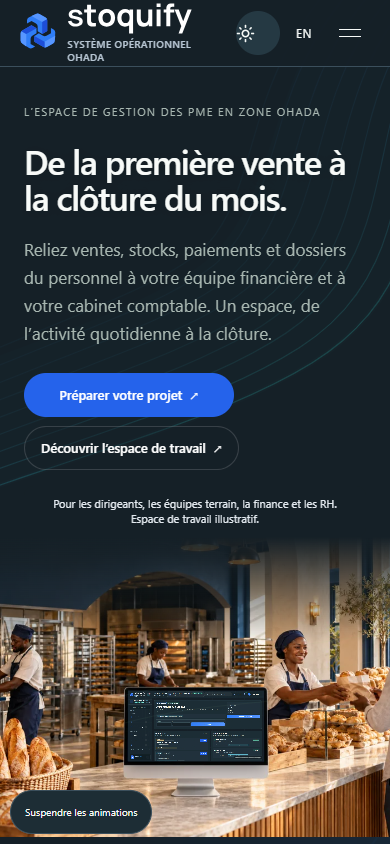 stoquify
SYSTÈME OPÉRATIONNEL
OHADA
EN
L'ESPACE DE GESTION DES PME EN ZONE OHADA
De la première vente à
la clôture du mois.
Reliez ventes, stocks, paiements et dossiers
du personnel à votre équipe financière et à
votre cabinet comptable. Un espace, de
l'activité quotidienne à la clôture.
Préparer votre projet ↗
Découvrir l'espace de travail ↗
Pour les dirigeants, les équipes terrain, la finance et les RH.
Espace de travail illustratif.
Suspendre les animations